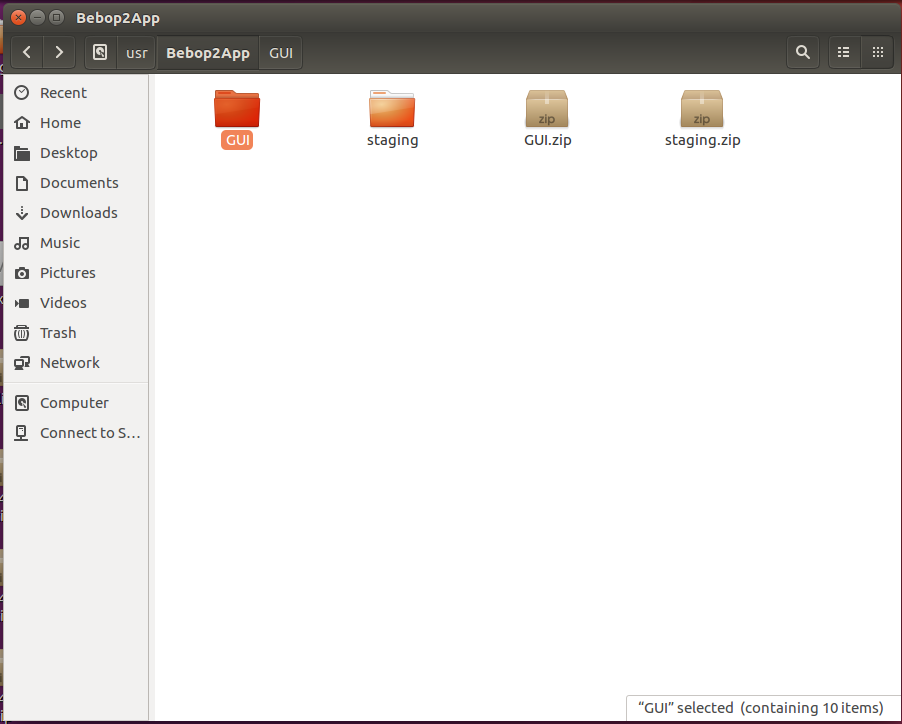 Bebop2App
usr Bebop2App GUI
Recent
Home
Desktop
Documents
Downloads
Music
Pictures
Videos
Trash
Network
Computer
Connect to S…
GUI
staging
zip
GUI.zip
zip
staging.zip
“GUI” selected (containing 10 items)